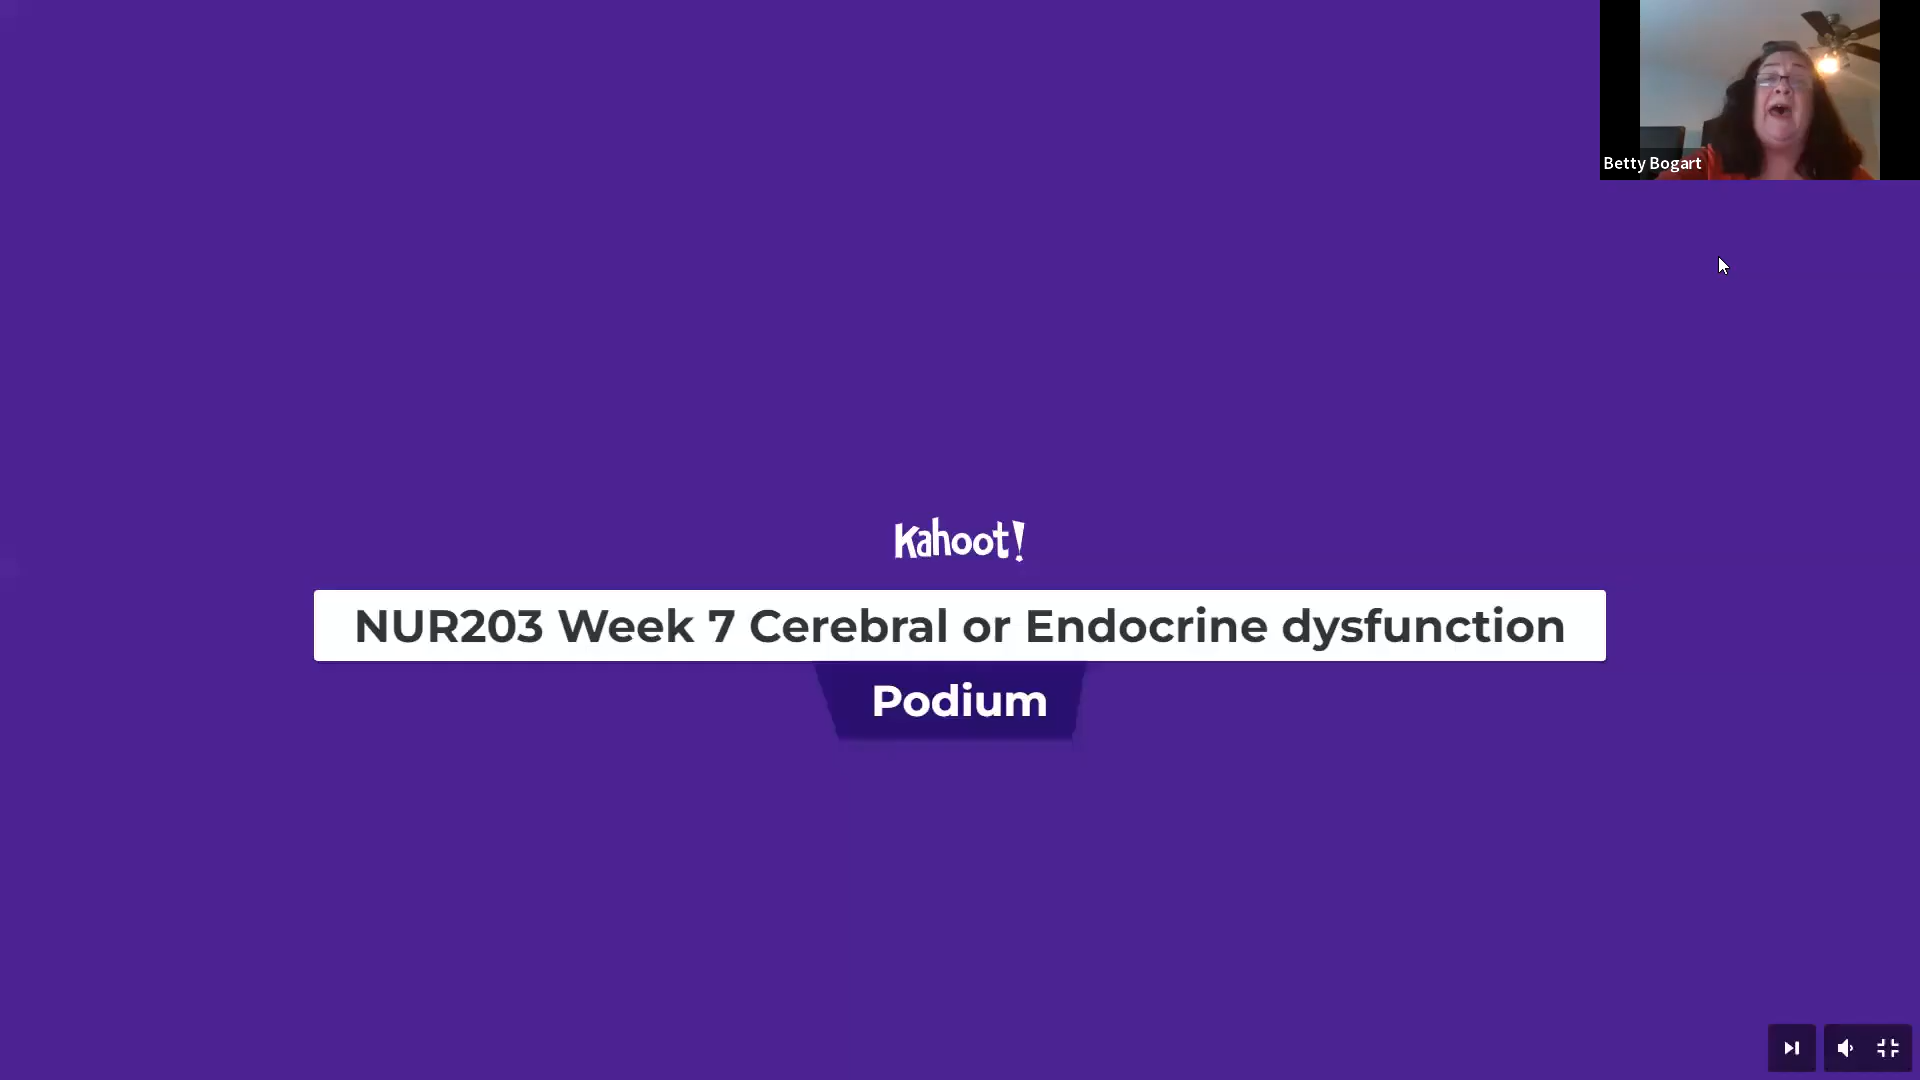 Betty Bogart
Kahoot!
NUR203 Week 7 Cerebral or Endocrine dysfunction
Podium